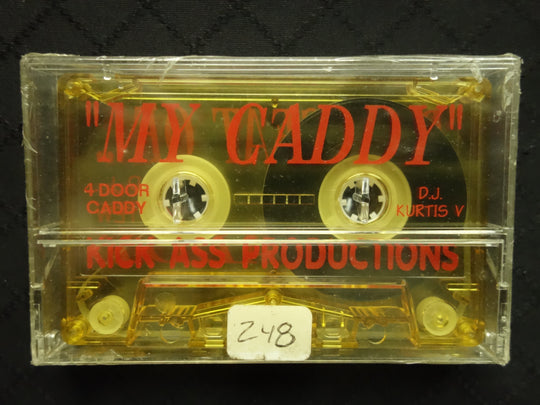 "MY CADDY"
4-DOOR
CADDY
D.J.
KURTIS V
KICK ASS PRODUCTIONS
248